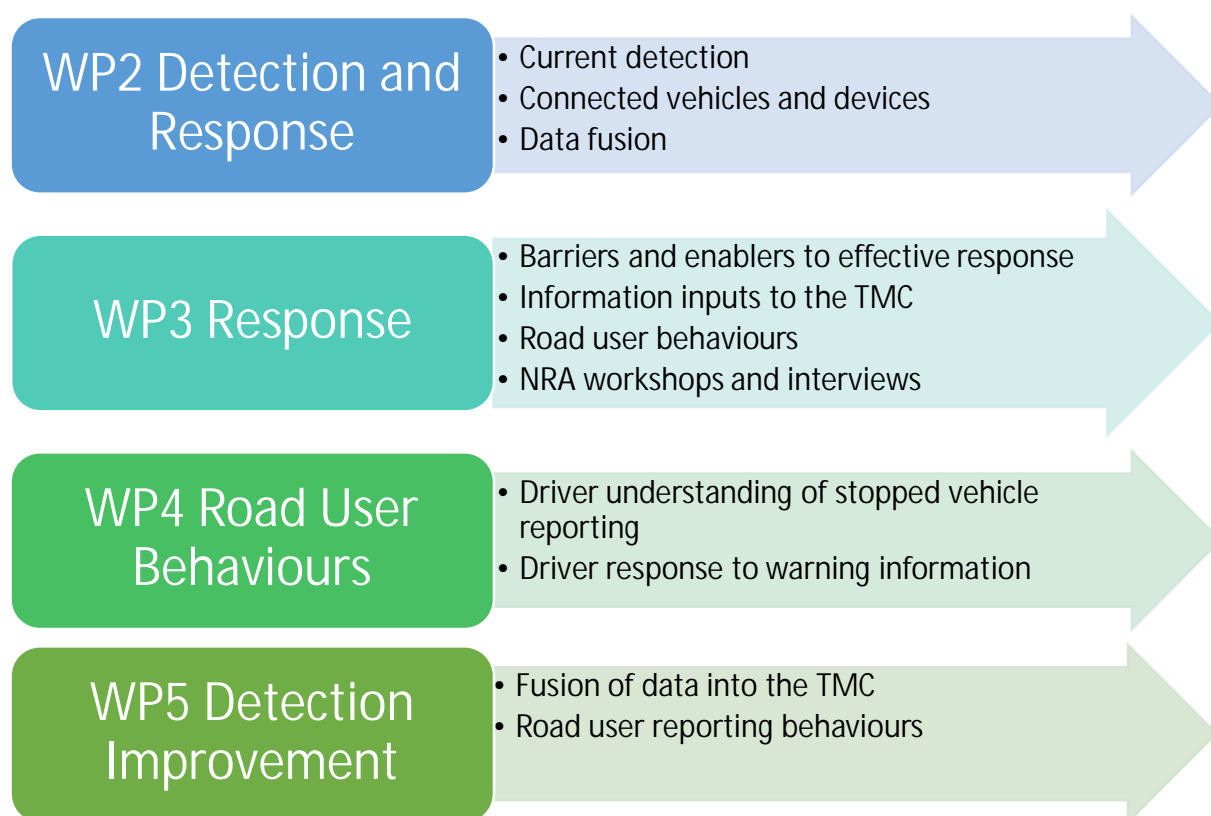 WP2 Detection and
Response
• Current detection
• Connected vehicles and devices
• Data fusion
WP3 Response
• Barriers and enablers to effective response
• Information inputs to the TMC
• Road user behaviours
• NRA workshops and interviews
WP4 Road User
Behaviours
• Driver understanding of stopped vehicle
reporting
• Driver response to warning information
WP5 Detection
Improvement
• Fusion of data into the TMC
• Road user reporting behaviours